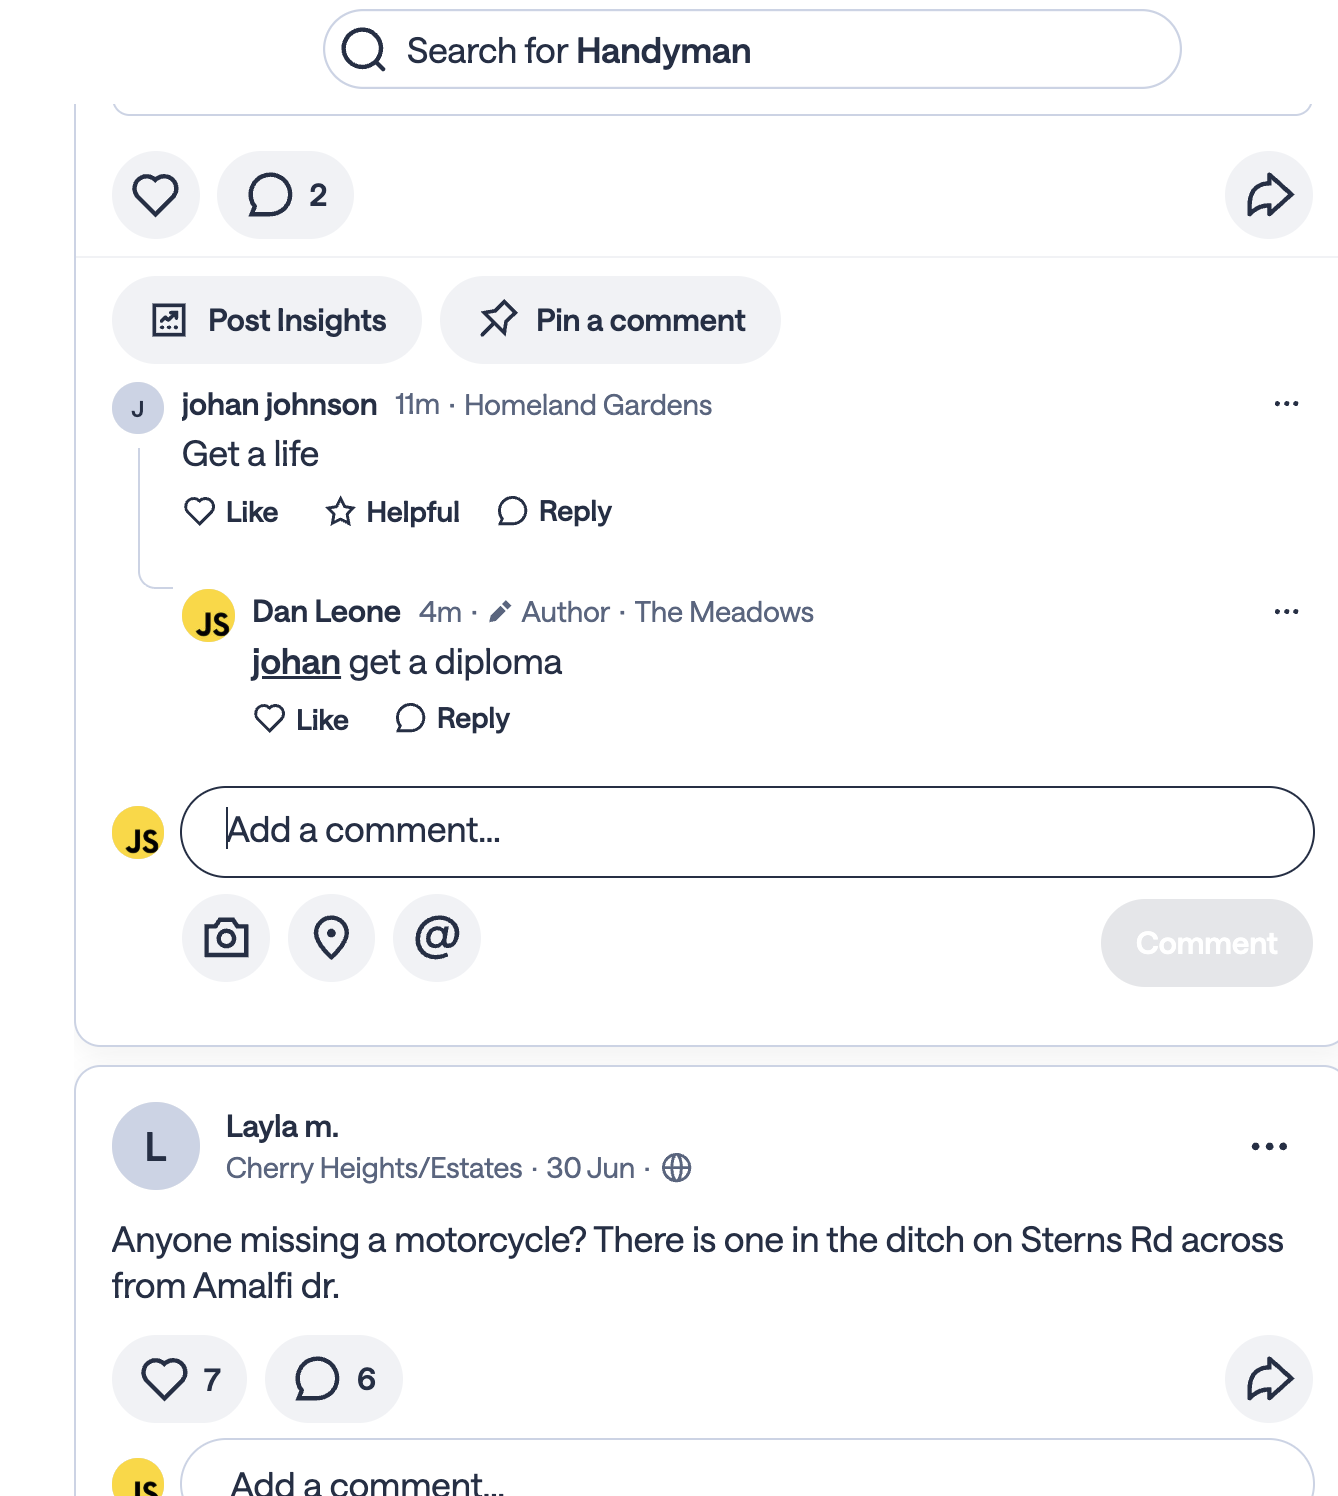 Search for Handyman
2
Post Insights
Pin a comment
J
johan johnson 11m · Homeland Gardens
Get a life
Like Helpful Reply
JS
Dan Leone 4m · Author · The Meadows
johan get a diploma
Like Reply
JS
Add a comment...
@
Comment
L
Layla m.
Cherry Heights/Estates · 30 Jun ·
Anyone missing a motorcycle? There is one in the ditch on Sterns Rd across
from Amalfi dr.
7
6
JS
Add a comment...